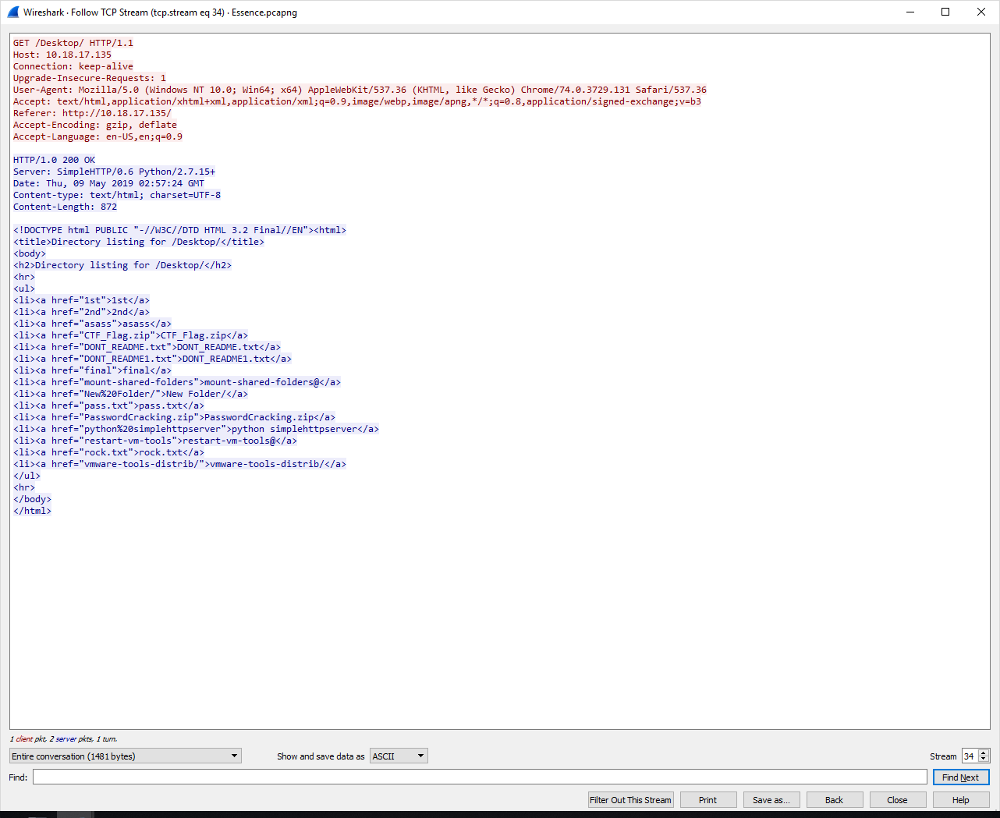 Wireshark · Follow TCP Stream (tcp.stream eq 34) · Essence.pcapng
GET /Desktop/ HTTP/1.1
Host: 10.18.17.135
Connection: keep-alive
Upgrade-Insecure-Requests: 1
User-Agent: Mozilla/5.0 (Windows NT 10.0; Win64; x64) AppleWebKit/537.36 (KHTML, like Gecko) Chrome/74.0.3729.131 Safari/537.36
Accept: text/html,application/xhtml+xml,application/xml;q=0.9,image/webp,image/apng,*/*;q=0.8,application/signed-exchange;v=b3
Referer: http://10.18.17.135/
Accept-Encoding: gzip, deflate
Accept-Language: en-US,en;q=0.9
HTTP/1.0 200 OK
Server: SimpleHTTP/0.6 Python/2.7.15+
Date: Thu, 09 May 2019 02:57:24 GMT
Content-type: text/html; charset=UTF-8
Content-Length: 872
<!DOCTYPE html PUBLIC "-//W3C//DTD HTML 3.2 Final//EN"><html>
<title>Directory listing for /Desktop/</title>
<body>
<h2>Directory listing for /Desktop/</h2>
<hr>
<ul>
<li><a href="1st">1st</a>
<li><a href="2nd">2nd</a>
<li><a href="asass">asass</a>
<li><a href="CTF_Flag.zip">CTF_Flag.zip</a>
<li><a href="DONT_README.txt">DONT_README.txt</a>
<li><a href="DONT_README1.txt">DONT_README1.txt</a>
<li><a href="final">final</a>
<li><a href="mount-shared-folders">mount-shared-folders@</a>
<li><a href="New%20Folder/">New Folder/</a>
<li><a href="pass.txt">pass.txt</a>
<li><a href="PasswordCracking.zip">PasswordCracking.zip</a>
<li><a href="python%20simplehttpserver">python simplehttpserver</a>
<li><a href="restart-vm-tools">restart-vm-tools@</a>
<li><a href="rock.txt">rock.txt</a>
<li><a href="vmware-tools-distrib/">vmware-tools-distrib/</a>
</ul>
<hr>
</body>
</html>
1 client pkt, 2 server pkts, 1 turn.
Entire conversation (1481 bytes) Show and save data as ASCII Stream 34
Find: Find Next
Filter Out This Stream Print Save as... Back Close Help